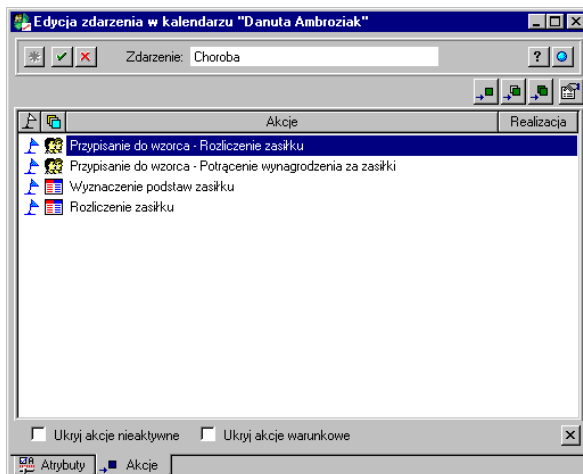 Edycja zdarzenia w kalendarzu "Danuta Ambroziak"
Zdarzenie: Choroba
Akcje Realizacja
Przypisanie do wzorca - Rozliczenie zasiłku
Przypisanie do wzorca - Potrącenie wynagrodzenia za zasiłki
Wyznaczenie podstaw zasiłku
Rozliczenie zasiłku
Ukryj akcje nieaktywne Ukryj akcje warunkowe
Atrybuty Akcje